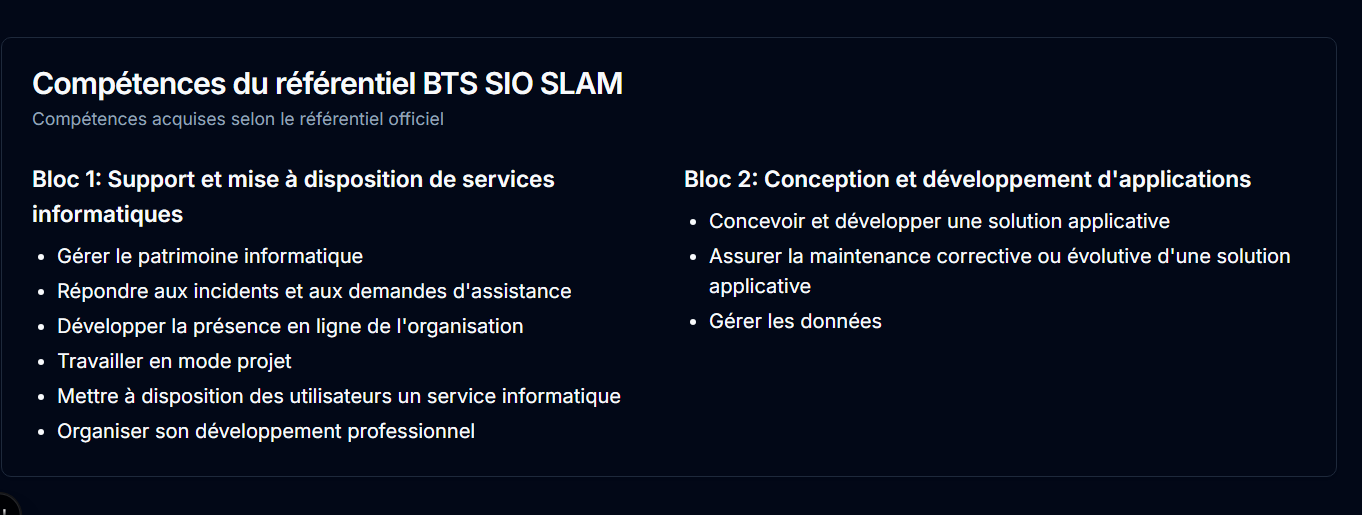 Compétences du référentiel BTS SIO SLAM
Compétences acquises selon le référentiel officiel
Bloc 1: Support et mise à disposition de services
informatiques
Gérer le patrimoine informatique
Répondre aux incidents et aux demandes d'assistance
Développer la présence en ligne de l'organisation
Travailler en mode projet
Mettre à disposition des utilisateurs un service informatique
Organiser son développement professionnel
Bloc 2: Conception et développement d'applications
Concevoir et développer une solution applicative
Assurer la maintenance corrective ou évolutive d'une solution
applicative
Gérer les données